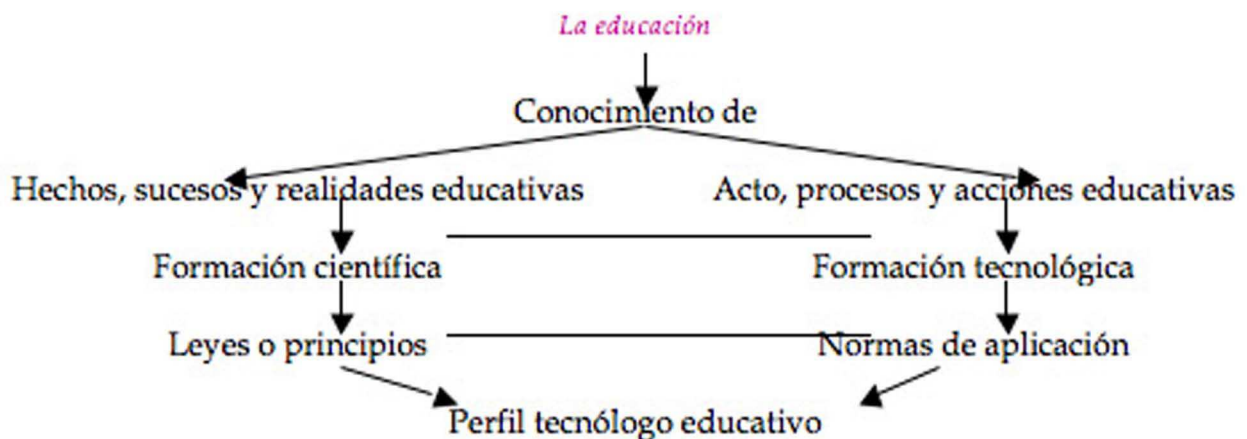 La educación
Conocimiento de
Hechos, sucesos y realidades educativas
Acto, procesos y acciones educativas
Formación científica
Formación tecnológica
Leyes o principios
Normas de aplicación
Perfil tecnólogo educativo